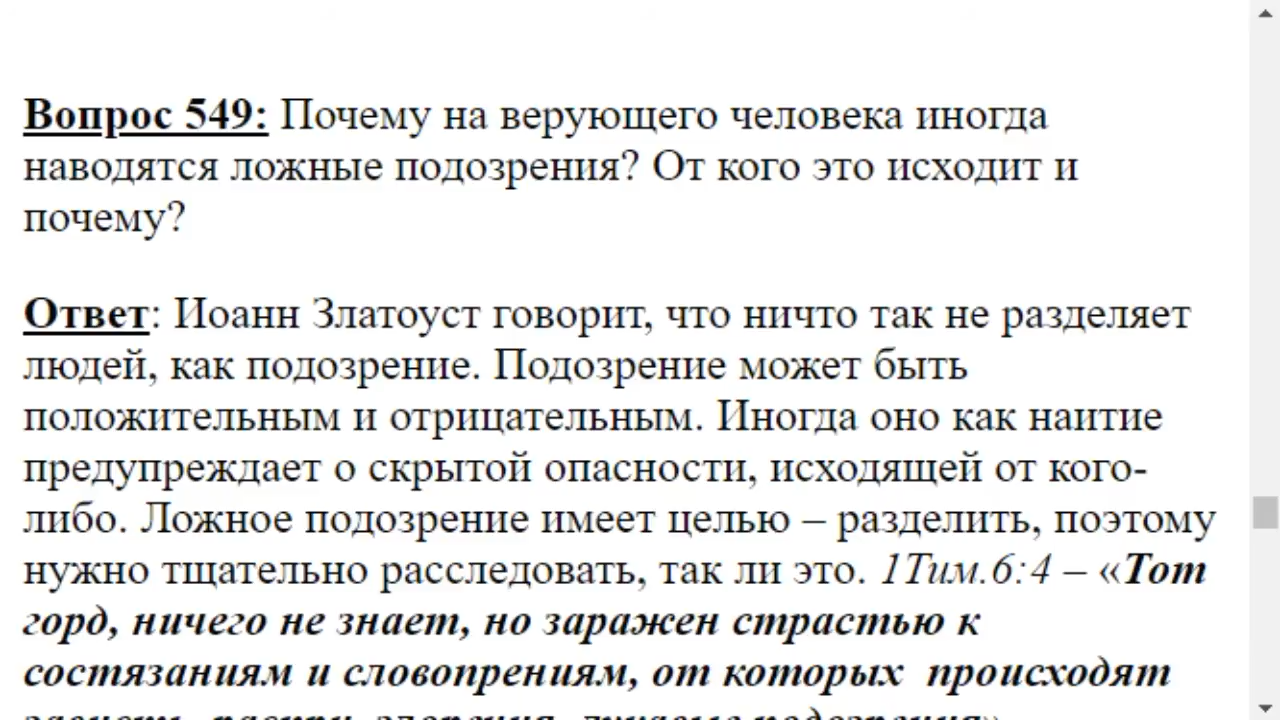 Вопрос 549: Почему на верующего человека иногда
наводятся ложные подозрения? От кого это исходит и
почему?
Ответ: Иоанн Златоуст говорит, что ничто так не разделяет
людей, как подозрение. Подозрение может быть
положительным и отрицательным. Иногда оно как наитие
предупреждает о скрытой опасности, исходящей от кого-
либо. Ложное подозрение имеет целью – разделить, поэтому
нужно тщательно расследовать, так ли это. 1Тим.6:4 – «Тот
горд, ничего не знает, но заражен страстью к
состязаниям и словопрениям, от которых  происходят